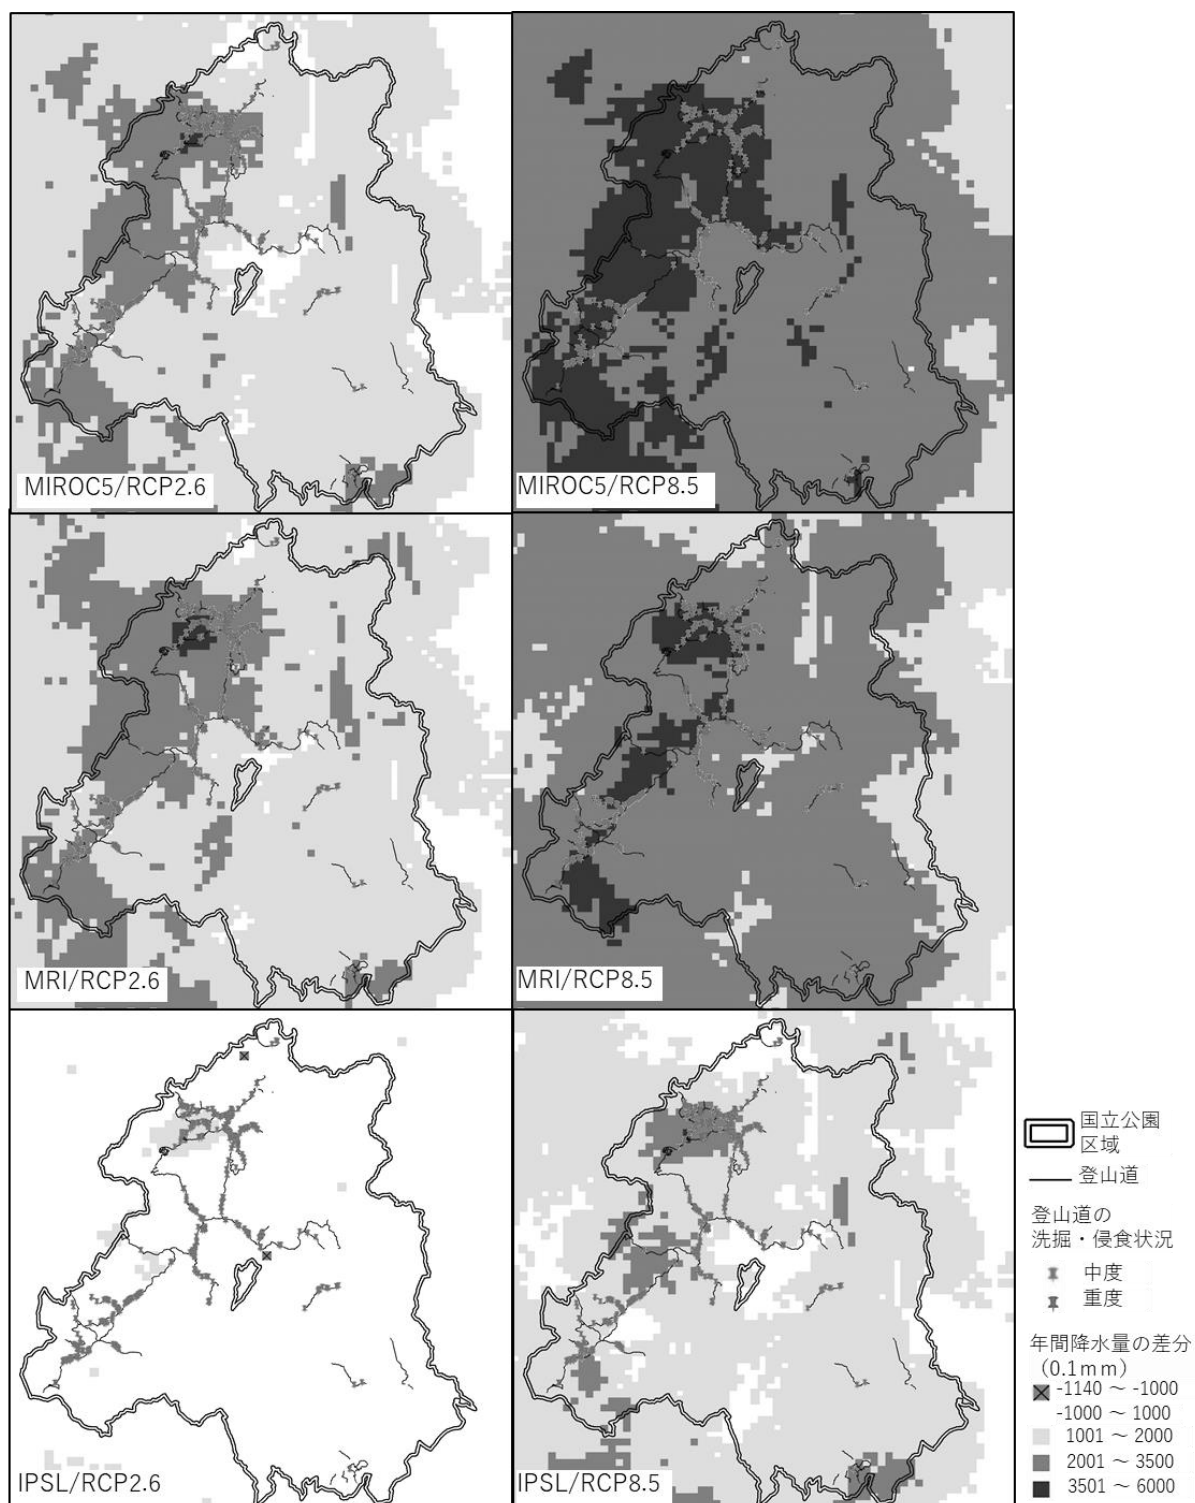 MIROC5/RCP2.6
MIROC5/RCP8.5
MRI/RCP2.6
MRI/RCP8.5
IPSL/RCP2.6
IPSL/RCP8.5
国立公園
区域
登山道
登山道の
洗掘・侵食状況
中度
重度
年間降水量の差分
(0.1mm)
-1140 ～ -1000
-1000 ～ 1000
1001 ～ 2000
2001 ～ 3500
3501 ～ 6000